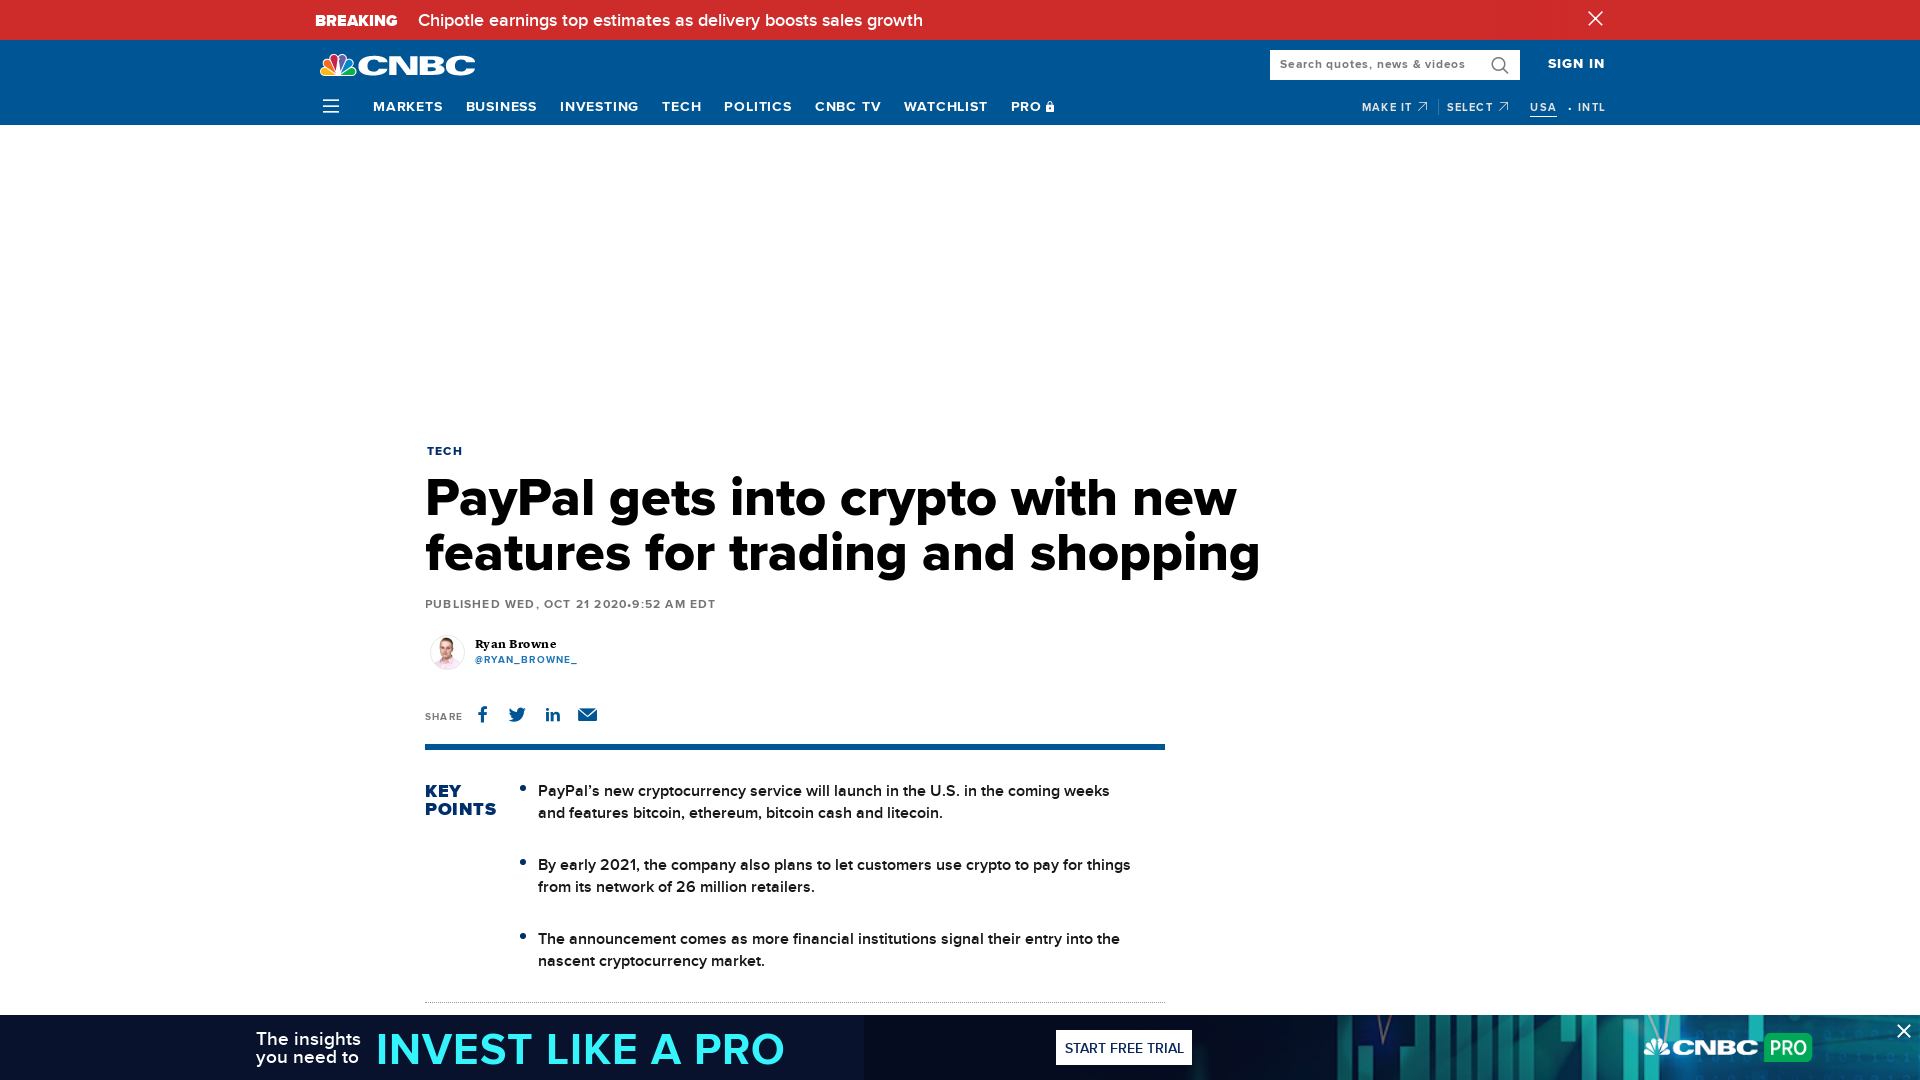 BREAKING Chipotle earnings top estimates as delivery boosts sales growth
CNBC
Search quotes, news & videos
SIGN IN
MARKETS BUSINESS INVESTING TECH POLITICS CNBC TV WATCHLIST PRO
MAKE IT SELECT USA • INTL
TECH
PayPal gets into crypto with new
features for trading and shopping
PUBLISHED WED, OCT 21 2020•9:52 AM EDT
Ryan Browne
@RYAN_BROWNE_
SHARE
KEY
POINTS
PayPal’s new cryptocurrency service will launch in the U.S. in the coming weeks
and features bitcoin, ethereum, bitcoin cash and litecoin.
By early 2021, the company also plans to let customers use crypto to pay for things
from its network of 26 million retailers.
The announcement comes as more financial institutions signal their entry into the
nascent cryptocurrency market.
The insights
you need to
INVEST LIKE A PRO
START FREE TRIAL
CNBC PRO